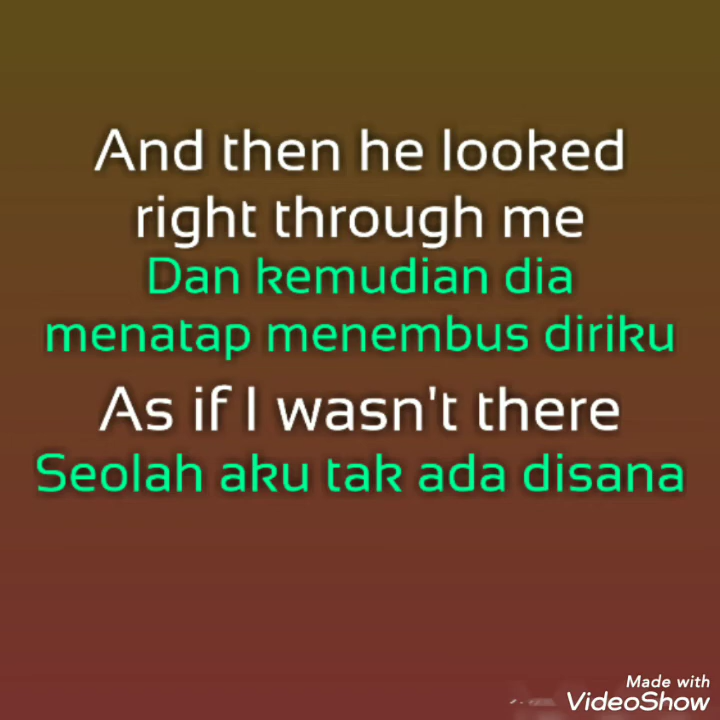 And then he looked
right through me
Dan kemudian dia
menatap menembus diriku
As if I wasn't there
Seolah aku tak ada disana
Made with
VideoShow